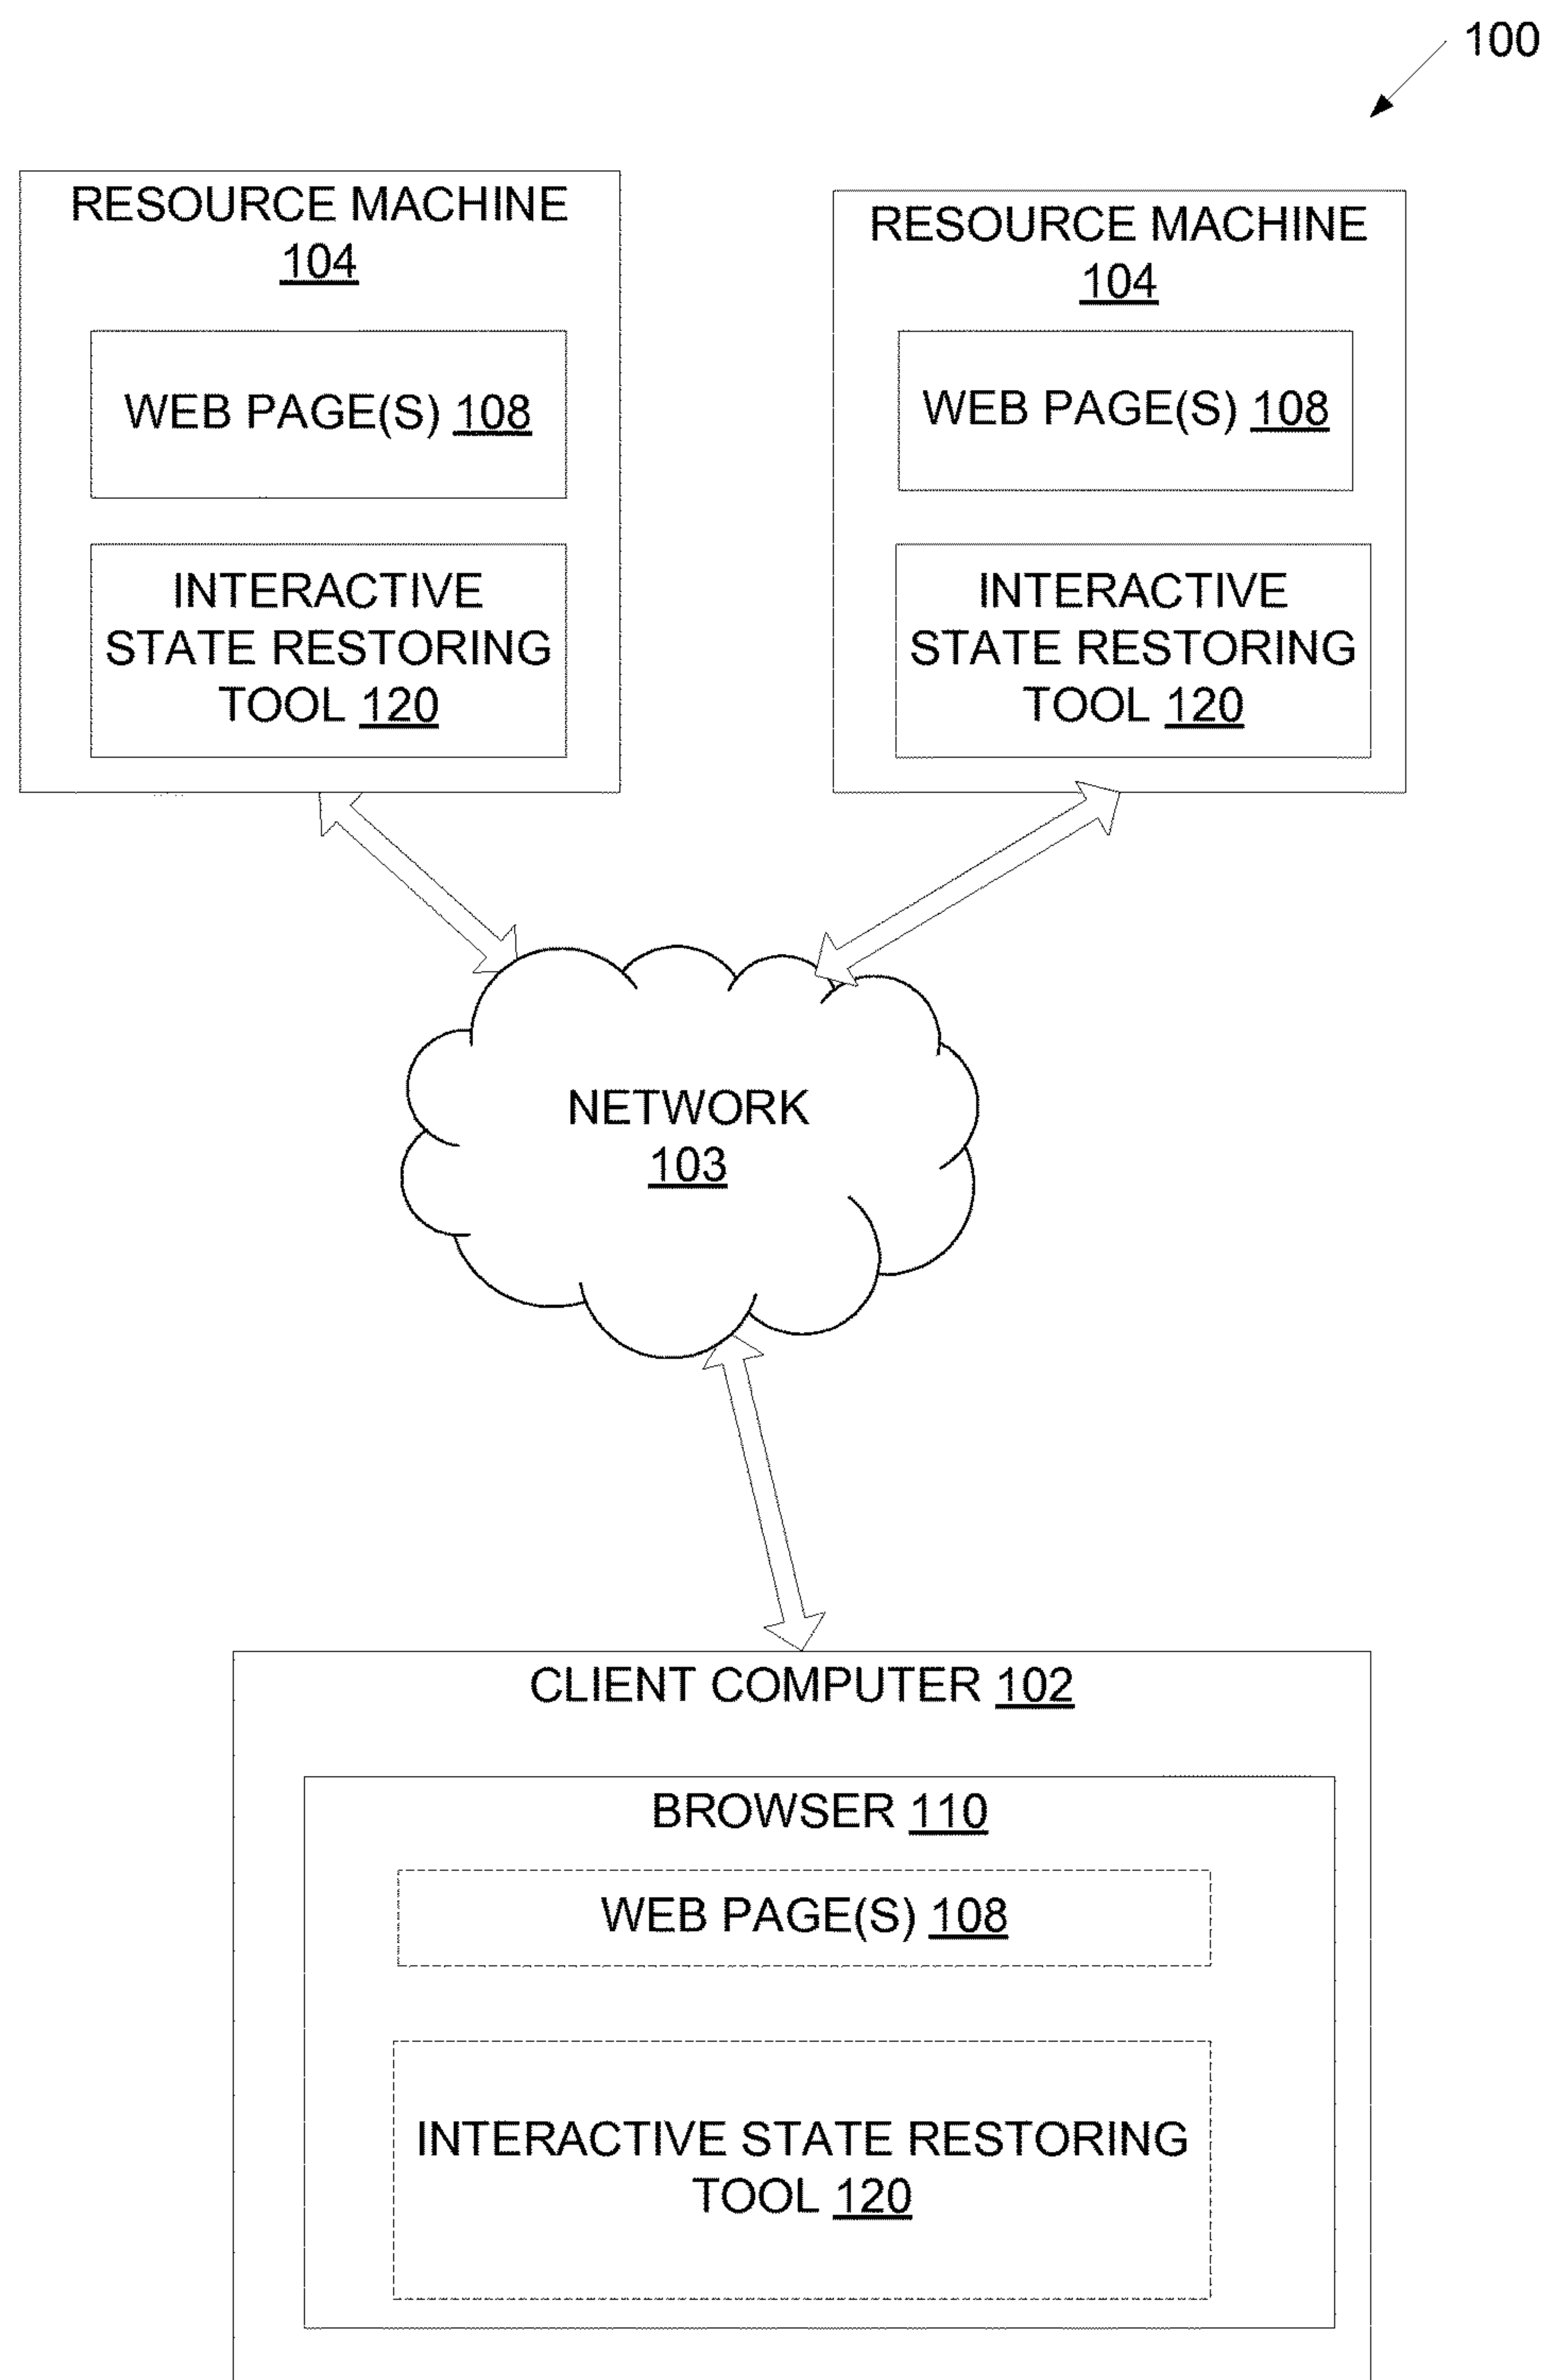 100
RESOURCE MACHINE
104
WEB PAGE(S) 108
INTERACTIVE
STATE RESTORING
TOOL 120
RESOURCE MACHINE
104
WEB PAGE(S) 108
INTERACTIVE
STATE RESTORING
TOOL 120
NETWORK
103
CLIENT COMPUTER 102
BROWSER 110
WEB PAGE(S) 108
INTERACTIVE STATE RESTORING
TOOL 120